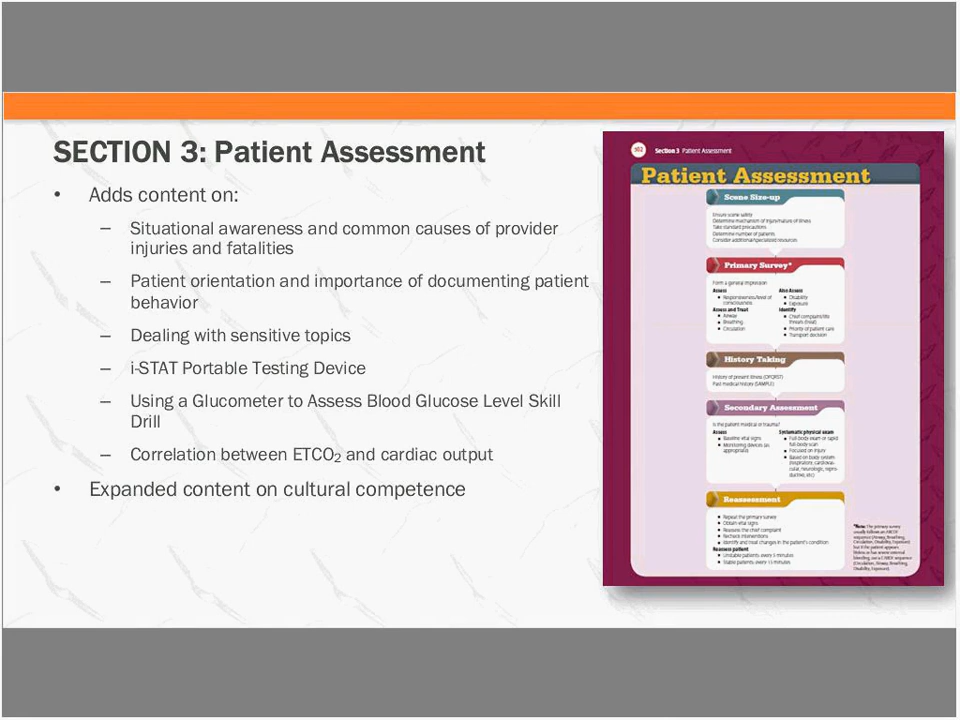 SECTION 3: Patient Assessment
• Adds content on:
– Situational awareness and common causes of provider
injuries and fatalities
– Patient orientation and importance of documenting patient
behavior
– Dealing with sensitive topics
– i-STAT Portable Testing Device
– Using a Glucometer to Assess Blood Glucose Level Skill
Drill
– Correlation between ETCO₂ and cardiac output
• Expanded content on cultural competence
302 Section 3 Patient Assessment
Patient Assessment
Scene Size-up
Ensure scene safety
Determine mechanism of injury/nature of illness
Take standard precautions
Determine number of patients
Consider additional/specialized resources
Primary Survey*
Form a general impression
Assess
• Responsiveness/level of
consciousness
Assess and Treat
• Airway
• Breathing
• Circulation
Also Assess
• Disability
• Exposure
Identify
• Chief complaint/life
threats (treat)
• Priority of patient care
• Transport decision
History Taking
History of present illness (OPQRST)
Past medical history (SAMPLE)
Secondary Assessment
Is the patient medical or trauma?
Assess
• Baseline vital signs
• Monitoring devices (as
appropriate)
Systematic physical exam
• Full-body exam or rapid
full-body scan
• Focused on injury
• Based on body system
(respiratory, cardiovas-
cular, neurologic, repro-
ductive, etc)
Reassessment
• Repeat the primary survey
• Obtain vital signs
• Reassess the chief complaint
• Recheck interventions
• Identify and treat changes in the patient's condition
Reassess patient
• Unstable patients: every 5 minutes
• Stable patients: every 15 minutes
*Note: The primary survey
usually follows an ABCDE
sequence (Airway, Breathing,
Circulation, Disability, Exposure)
but if the patient appears
lifeless or has severe external
bleeding, use a CABDE sequence
(Circulation, Airway, Breathing,
Disability, Exposure).